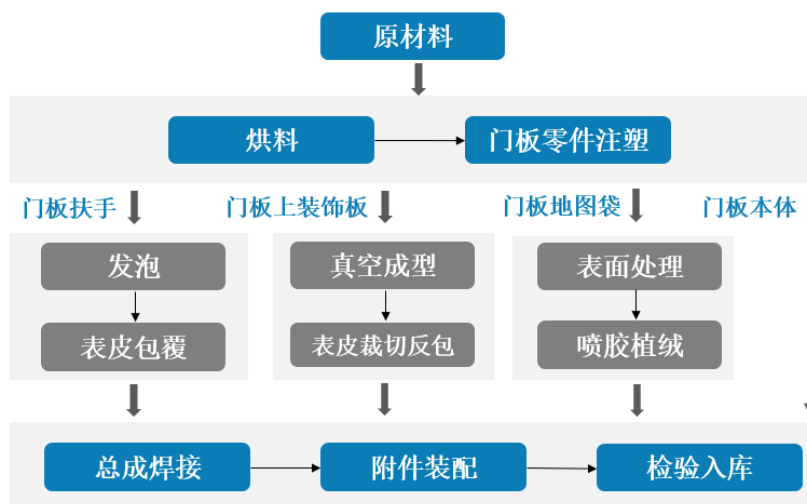 原材料
烘料
门板零件注塑
门板扶手
门板上装饰板
门板地图袋
门板本体
发泡
真空成型
表面处理
表皮包覆
表皮裁切反包
喷胶植绒
总成焊接
附件装配
检验入库